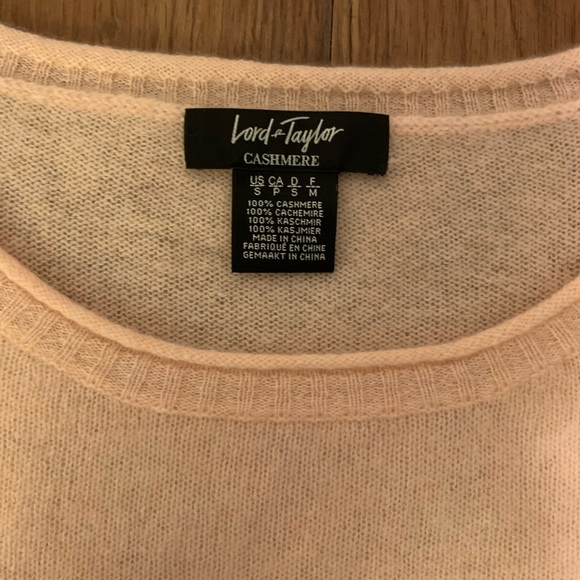 Lord & Taylor
CASHMERE
US CA D F
S P S M
100% CASHMERE
100% CACHEMIRE
100% KASCHMIR
100% KASJMIER
MADE IN CHINA
FABRIQUÉ EN CHINE
GEMAAKT IN CHINA